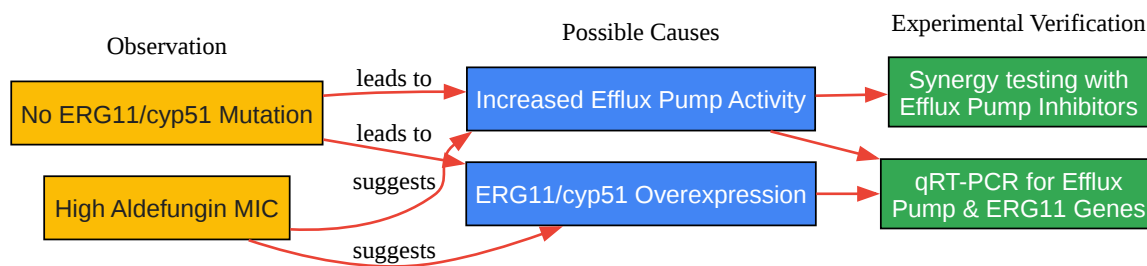 Observation
Possible Causes
Experimental Verification
No ERG11/cyp51 Mutation
leads to
leads to
Increased Efflux Pump Activity
Synergy testing with
Efflux Pump Inhibitors
High Aldefungin MIC
suggests
suggests
ERG11/cyp51 Overexpression
qRT-PCR for Efflux
Pump & ERG11 Genes